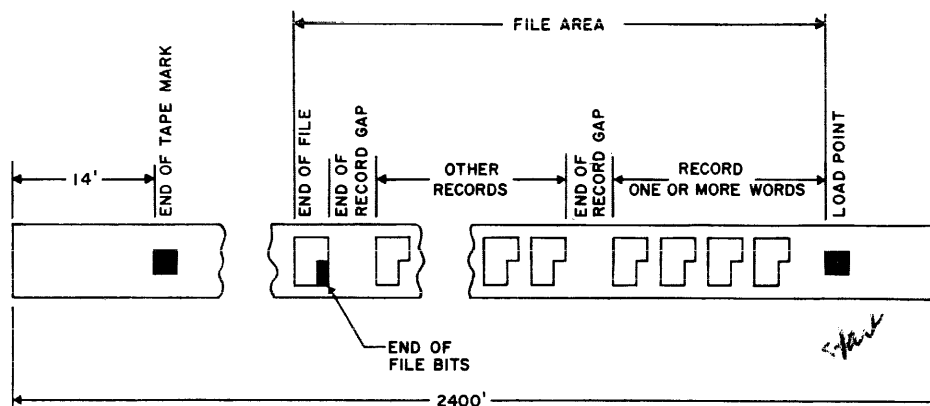 FILE AREA
END OF TAPE MARK
END OF FILE
END OF
RECORD GAP
OTHER
RECORDS
END OF
RECORD GAP
RECORD
ONE OR MORE WORDS
LOAD POINT
14'
END OF
FILE BITS
Start
2400'